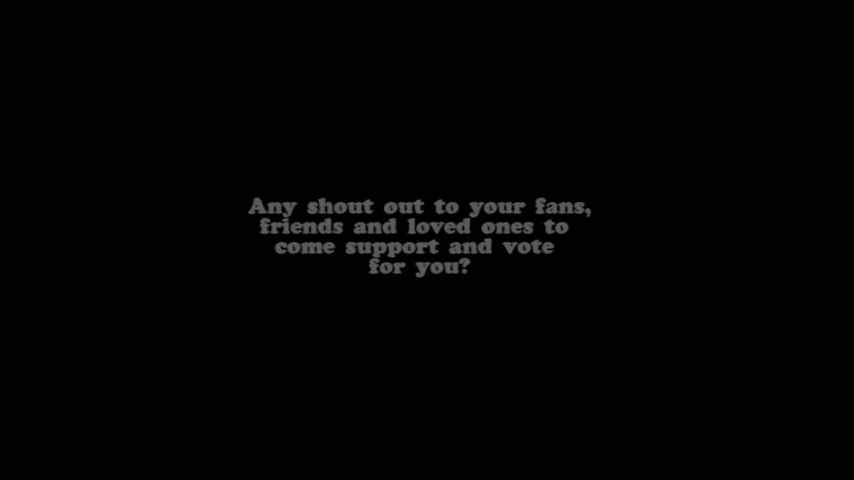 Any shout out to your fans,
friends and loved ones to
come support and vote
for you?